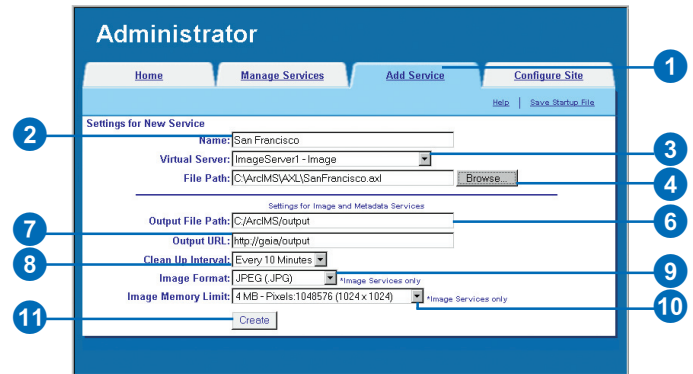 Administrator
Home Manage Services Add Service Configure Site
1
Help | Save Startup File
Settings for New Service
2 Name: San Francisco
Virtual Server: ImageServer1 - Image 3
File Path: C:\ArcIMS\AXL\SanFrancisco.axl Browse... 4
Settings for Image and Metadata Services
Output File Path: C:/ArcIMS/output 6
7 Output URL: http://gaia/output
8 Clean Up Interval: Every 10 Minutes
Image Format: JPEG (.JPG) *Image Services only 9
Image Memory Limit: 4 MB - Pixels:1048576 (1024 x 1024) *Image Services only 10
11 Create